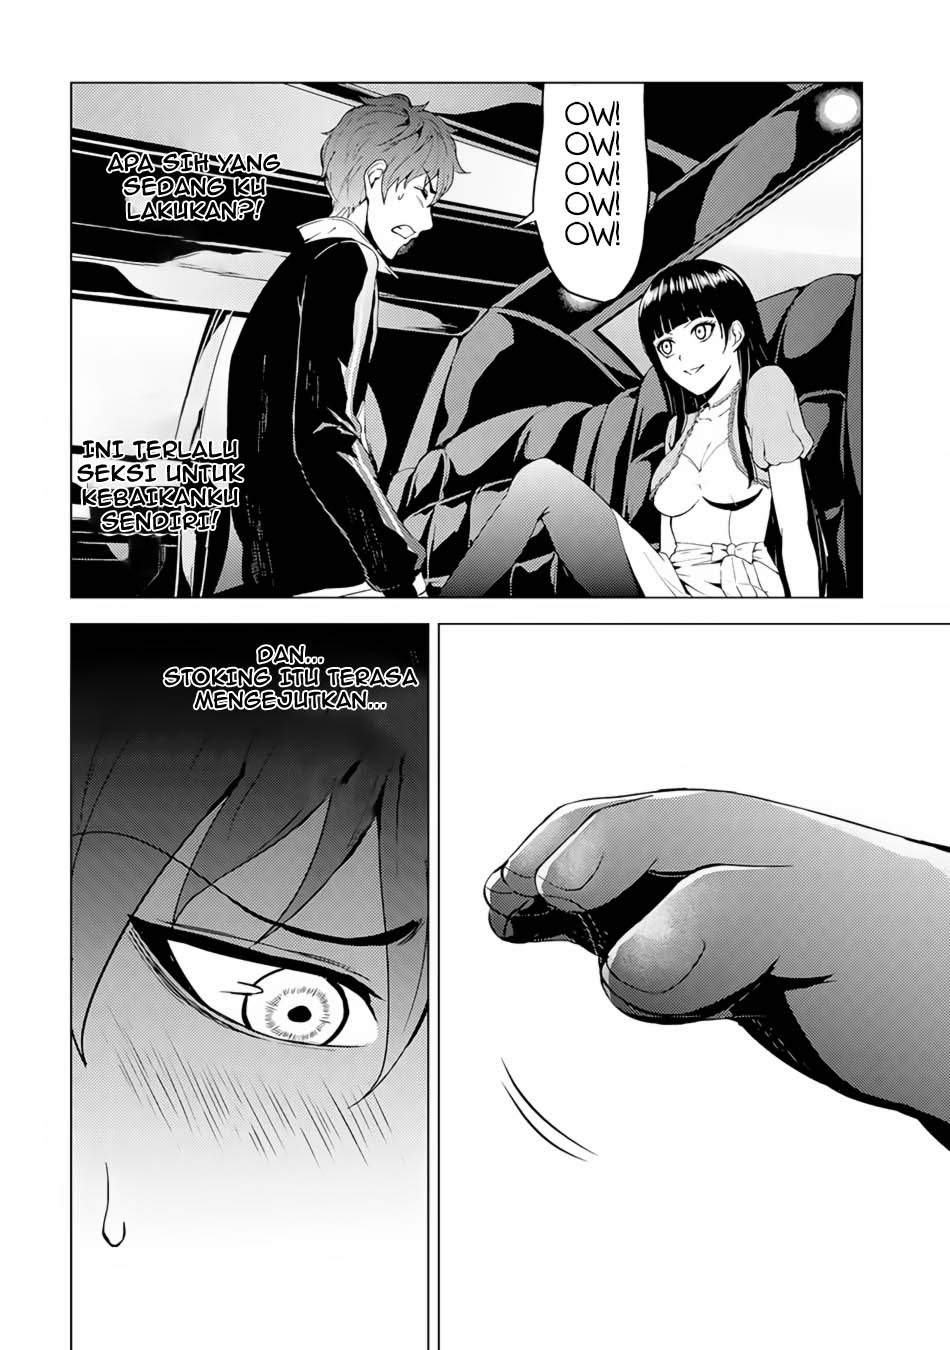 OW!
OW!
OW!
OW!
OW!
APA SIH YANG
SEDANG KU
LAKUKAN?!
INI TERLALU
SEKSI UNTUK
KEBAIKANKU
SENDIRI!
DAN...
STOKING ITU TERASA
MENGEJUTKAN...